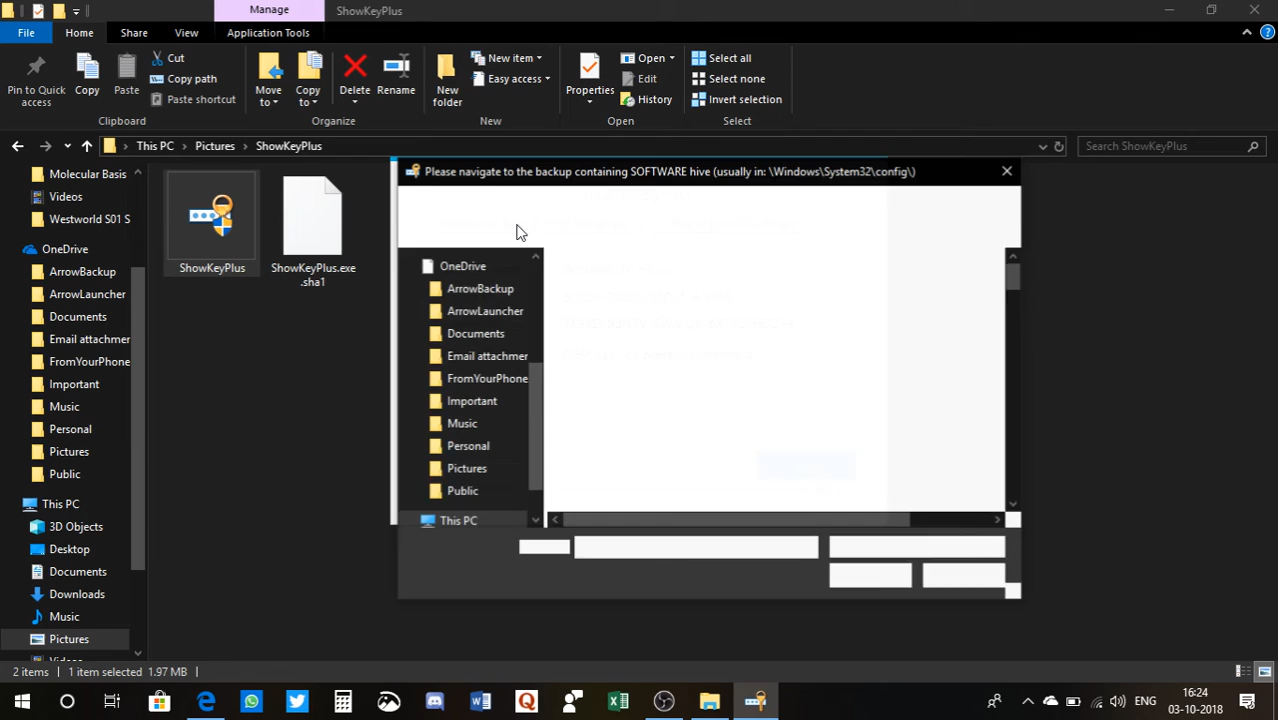 Manage
ShowKeyPlus
File
Home
Share
View
Application Tools
Pin to Quick access
Copy
Paste
Cut
Copy path
Paste shortcut
Clipboard
Move to
Copy to
Delete
Rename
Organize
New folder
New item
Easy access
New
Properties
Open
Edit
History
Open
Select all
Select none
Invert selection
Select
This PC
Pictures
ShowKeyPlus
Search ShowKeyPlus
Molecular Basis
Videos
Westworld S01 S
OneDrive
ArrowBackup
ArrowLauncher
Documents
Email attachmer
FromYourPhone
Important
Music
Personal
Pictures
Public
This PC
3D Objects
Desktop
Documents
Downloads
Music
Pictures
ShowKeyPlus
ShowKeyPlus.exe
.sha1
Please navigate to the backup containing SOFTWARE hive (usually in: \Windows\System32\config\)
OneDrive
ArrowBackup
ArrowLauncher
Documents
Email attachmer
FromYourPhone
Important
Music
Personal
Pictures
Public
This PC
2 items
1 item selected 1.97 MB
ENG
16:24
03-10-2018